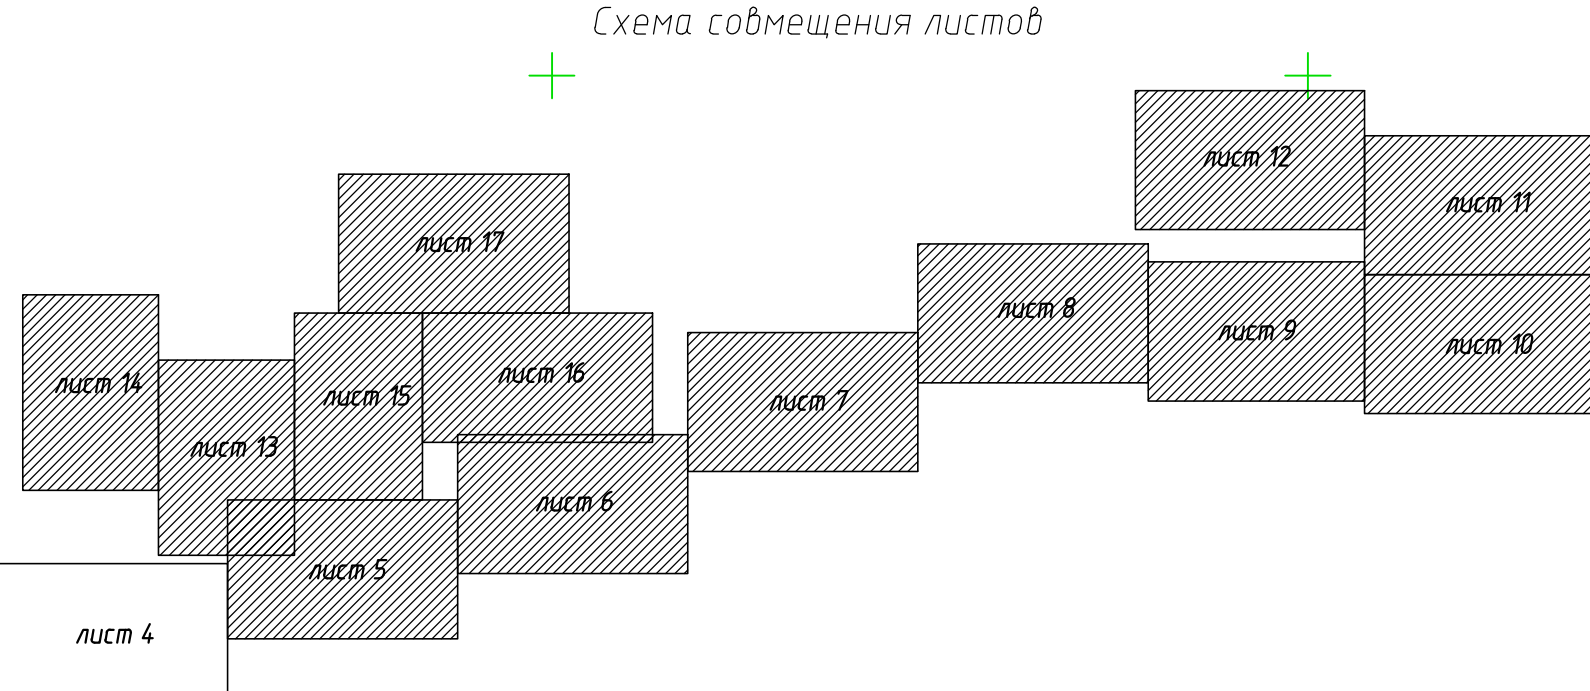 Схема совмещения листов
лист 12
лист 11
лист 17
лист 8
лист 9
лист 10
лист 14
лист 15
лист 16
лист 7
лист 13
лист 6
лист 5
лист 4